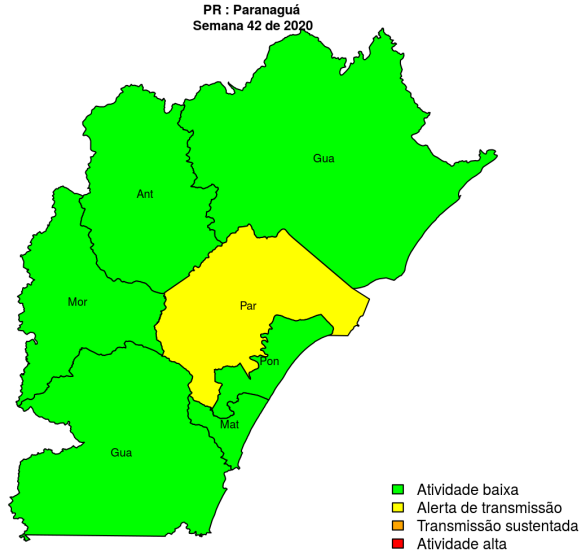 PR : Paranaguá
Semana 42 de 2020
Gua
Ant
Mor
Par
Pon
Mat
Gua
Atividade baixa
Alerta de transmissão
Transmissão sustentada
Atividade alta